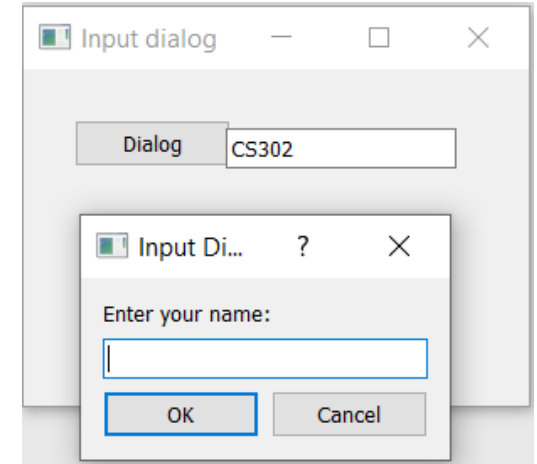 Input dialog
Dialog
CS302
Input Di...
?
Enter your name:
OK
Cancel